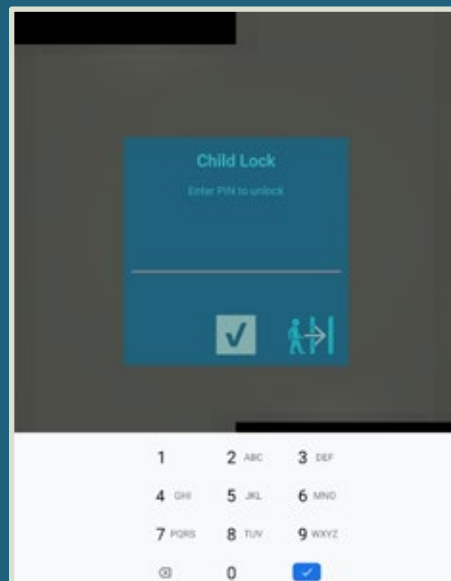 Child Lock
Enter PIN to unlock
1 2 ABC 3 DEF
4 GHI 5 JKL 6 MNO
7 PQRS 8 TUV 9 WXYZ
0